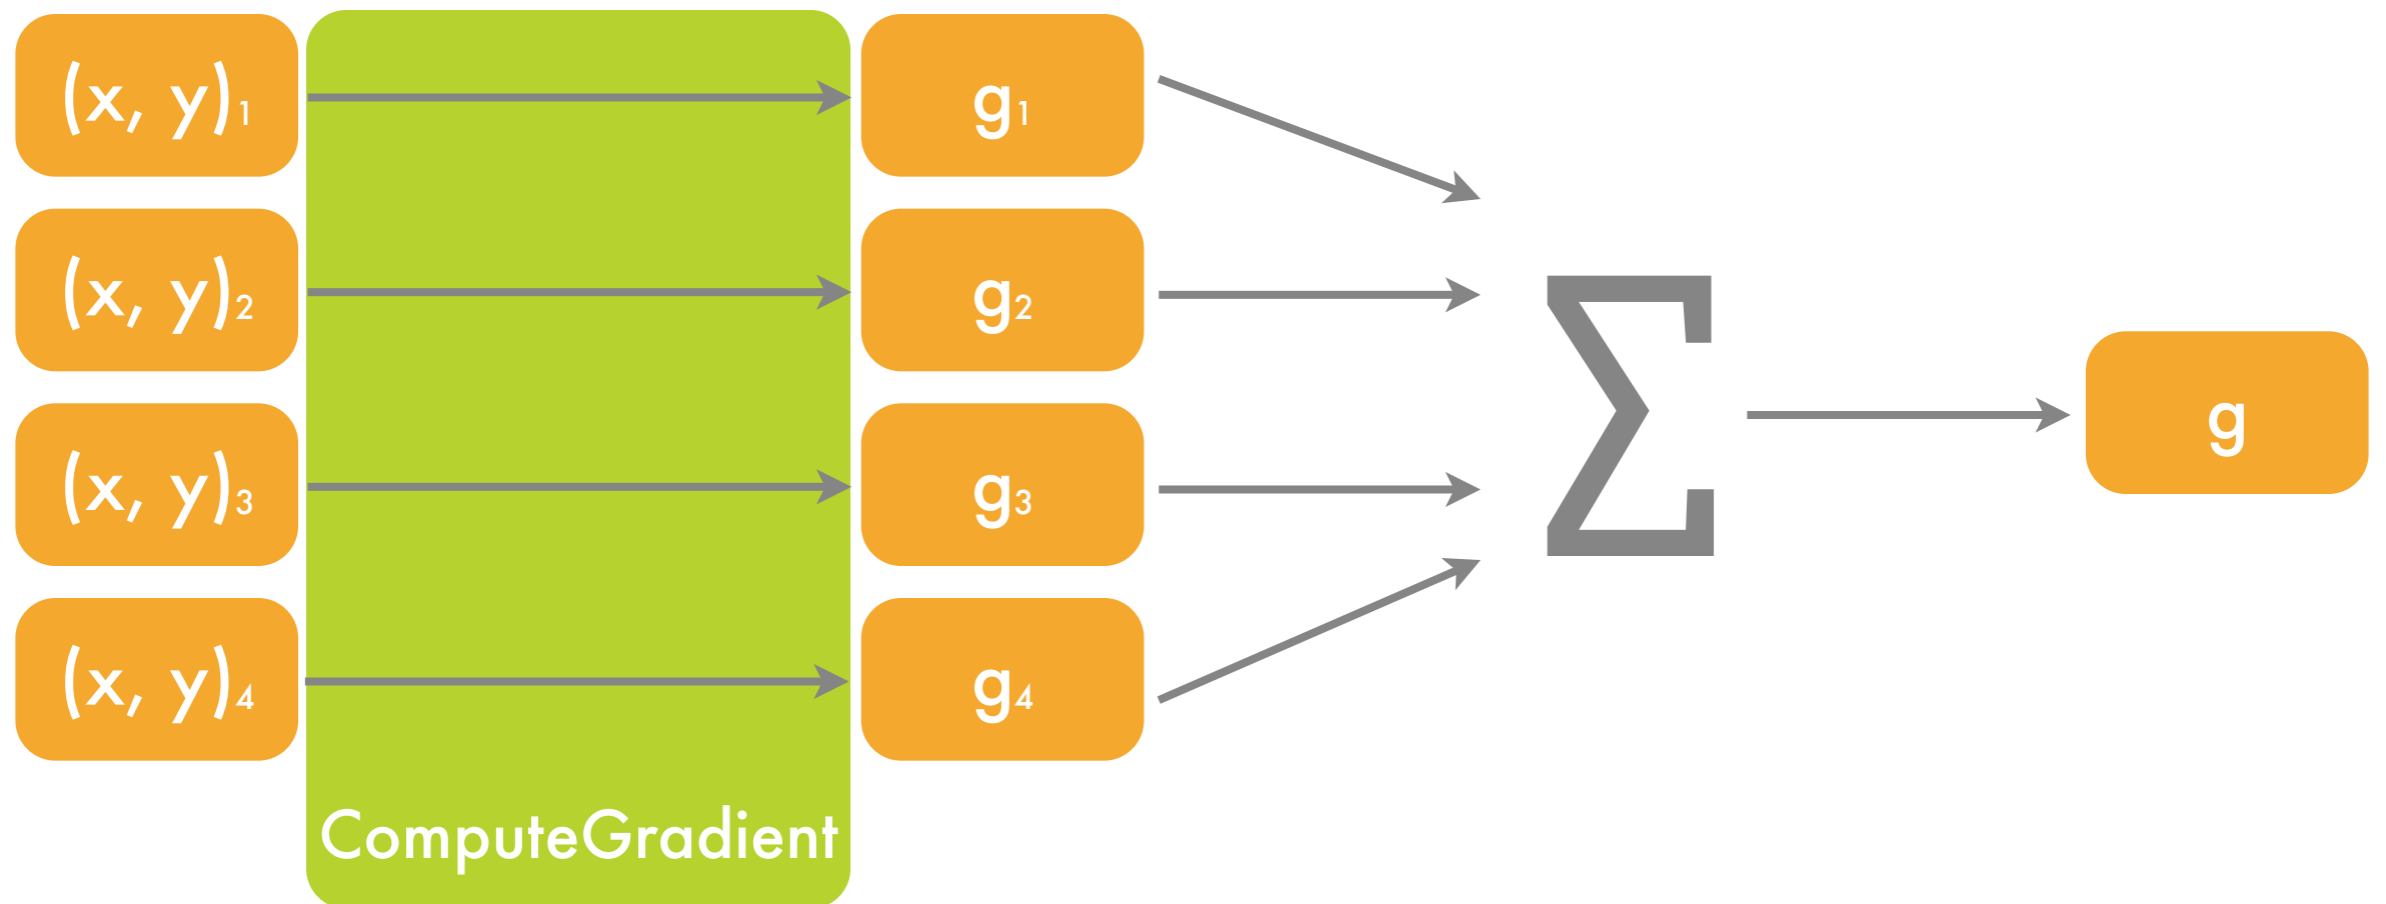 (x, y)₁
g₁
(x, y)₂
g₂
Σ
g
(x, y)₃
g₃
(x, y)₄
g₄
ComputeGradient